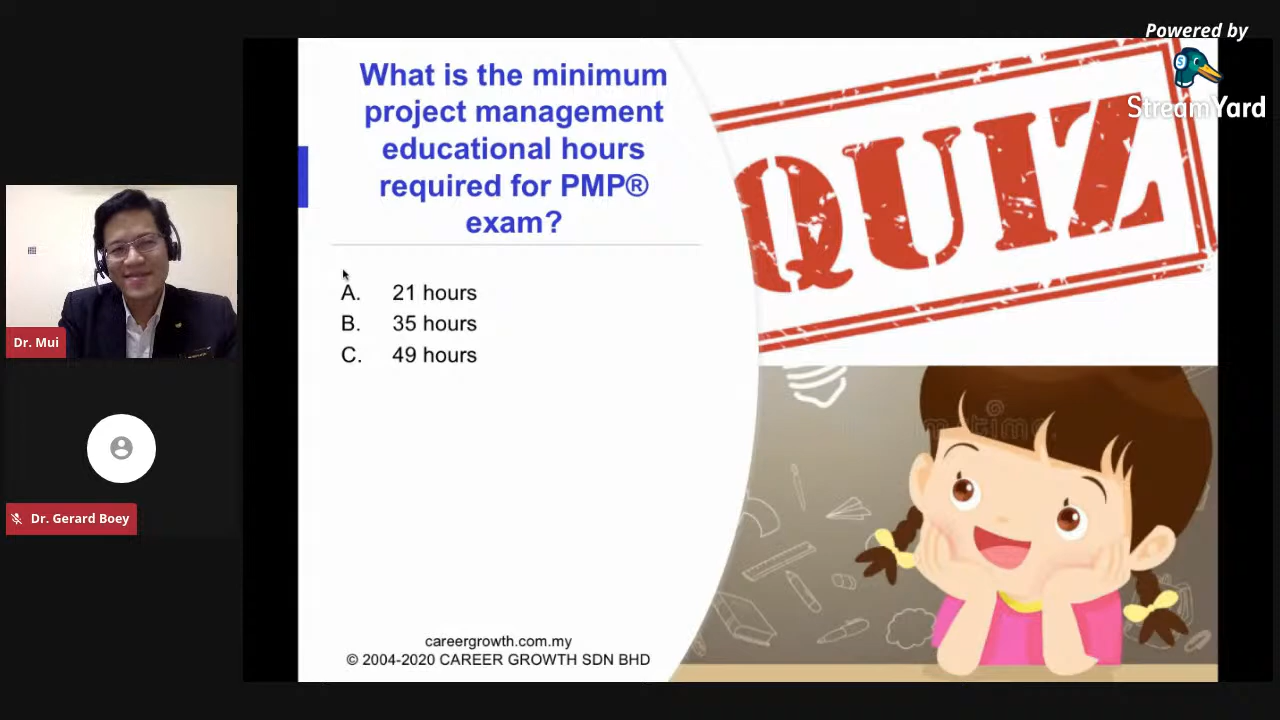 Powered by
StreamYard
What is the minimum
project management
educational hours
required for PMP®
exam?
QUIZ
A. 21 hours
B. 35 hours
C. 49 hours
Dr. Mui
Dr. Gerard Boey
careergrowth.com.my
© 2004-2020 CAREER GROWTH SDN BHD